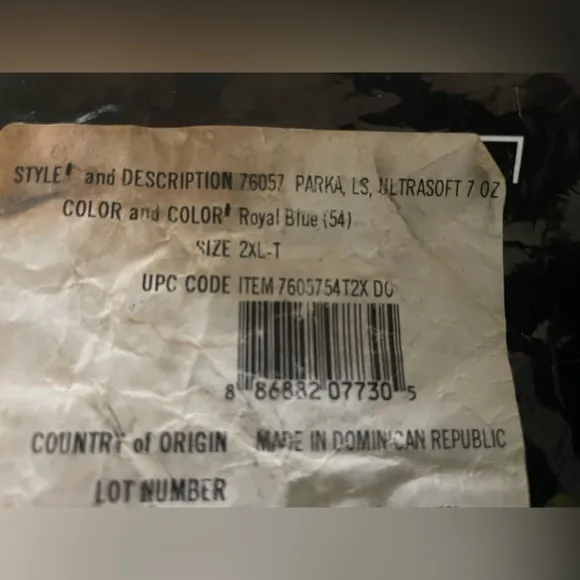 STYLE# and DESCRIPTION 76057 PARKA, LS, ULTRASOFT 7 OZ
COLOR and COLOR# Royal Blue (54)
SIZE 2XL-T
UPC CODE ITEM 7605754T2X DO
8 86882 07730 5
COUNTRY of ORIGIN MADE IN DOMINICAN REPUBLIC
LOT NUMBER